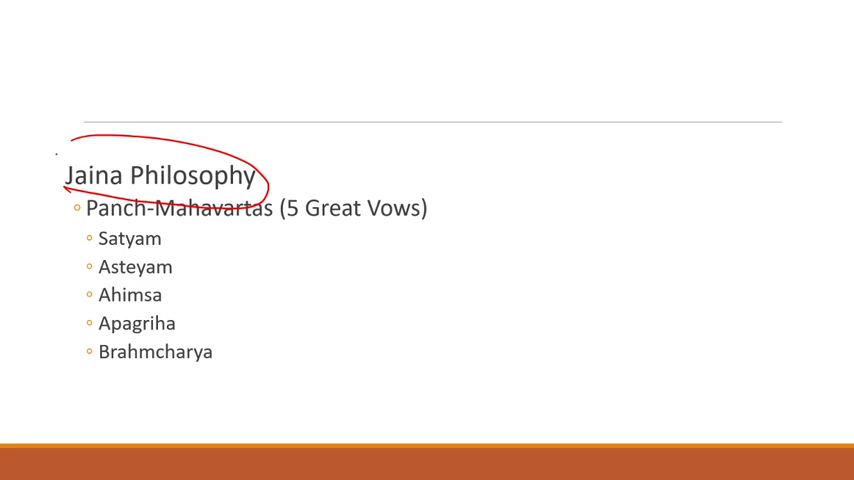 Jaina Philosophy
◦ Panch-Mahavartas (5 Great Vows)
◦ Satyam
◦ Asteyam
◦ Ahimsa
◦ Apagriha
◦ Brahmcharya